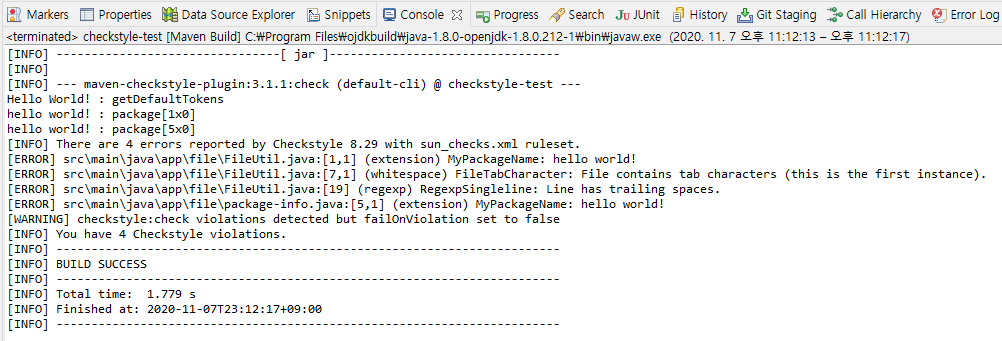 Markers Properties Data Source Explorer Snippets Console Progress Search JUnit History Git Staging Call Hierarchy Error Log
<terminated> checkstyle-test [Maven Build] C:₩Program Files₩ojdkbuild₩java-1.8.0-openjdk-1.8.0.212-1₩bin₩javaw.exe (2020. 11. 7 오후 11:12:13 – 오후 11:12:17)
[INFO] --------------------------------[ jar ]---------------------------------
[INFO]
[INFO] --- maven-checkstyle-plugin:3.1.1:check (default-cli) @ checkstyle-test ---
Hello World! : getDefaultTokens
hello world! : package[1x0]
hello world! : package[5x0]
[INFO] There are 4 errors reported by Checkstyle 8.29 with sun_checks.xml ruleset.
[ERROR] src\main\java\app\file\FileUtil.java:[1,1] (extension) MyPackageName: hello world!
[ERROR] src\main\java\app\file\FileUtil.java:[7,1] (whitespace) FileTabCharacter: File contains tab characters (this is the first instance).
[ERROR] src\main\java\app\file\FileUtil.java:[19] (regexp) RegexpSingleline: Line has trailing spaces.
[ERROR] src\main\java\app\file\package-info.java:[5,1] (extension) MyPackageName: hello world!
[WARNING] checkstyle:check violations detected but failOnViolation set to false
[INFO] You have 4 Checkstyle violations.
[INFO] ------------------------------------------------------------------------
[INFO] BUILD SUCCESS
[INFO] ------------------------------------------------------------------------
[INFO] Total time:  1.779 s
[INFO] Finished at: 2020-11-07T23:12:17+09:00
[INFO] ------------------------------------------------------------------------